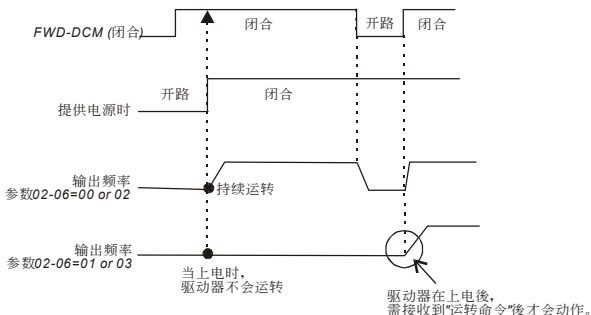 闭合
开路
闭合
FWD-DCM (闭合)
开路
闭合
提供电源时
输出频率
参数02-06=00 or 02
持续运转
输出频率
参数02-06=01 or 03
当上电时,
驱动器不会运转
驱动器在上电後,
需接收到"运转命令"後才会动作。